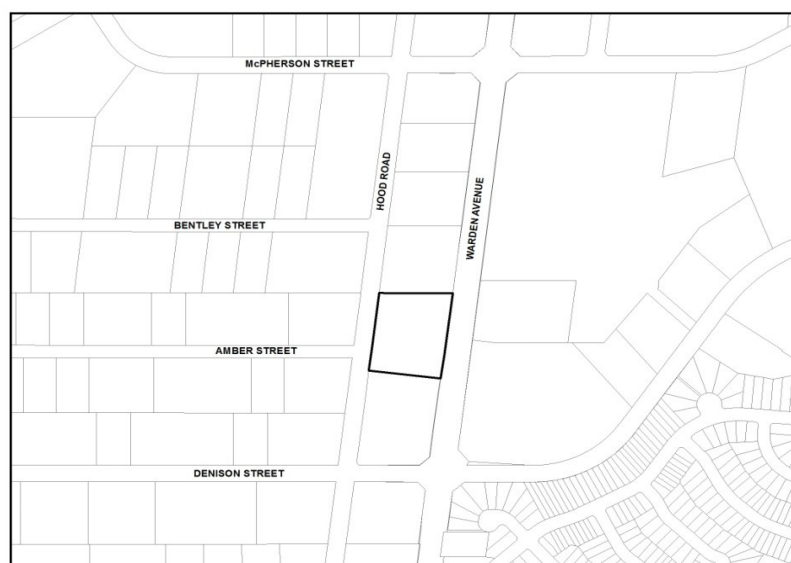 McPHERSON STREET
HOOD ROAD
WARDEN AVENUE
BENTLEY STREET
AMBER STREET
DENISON STREET